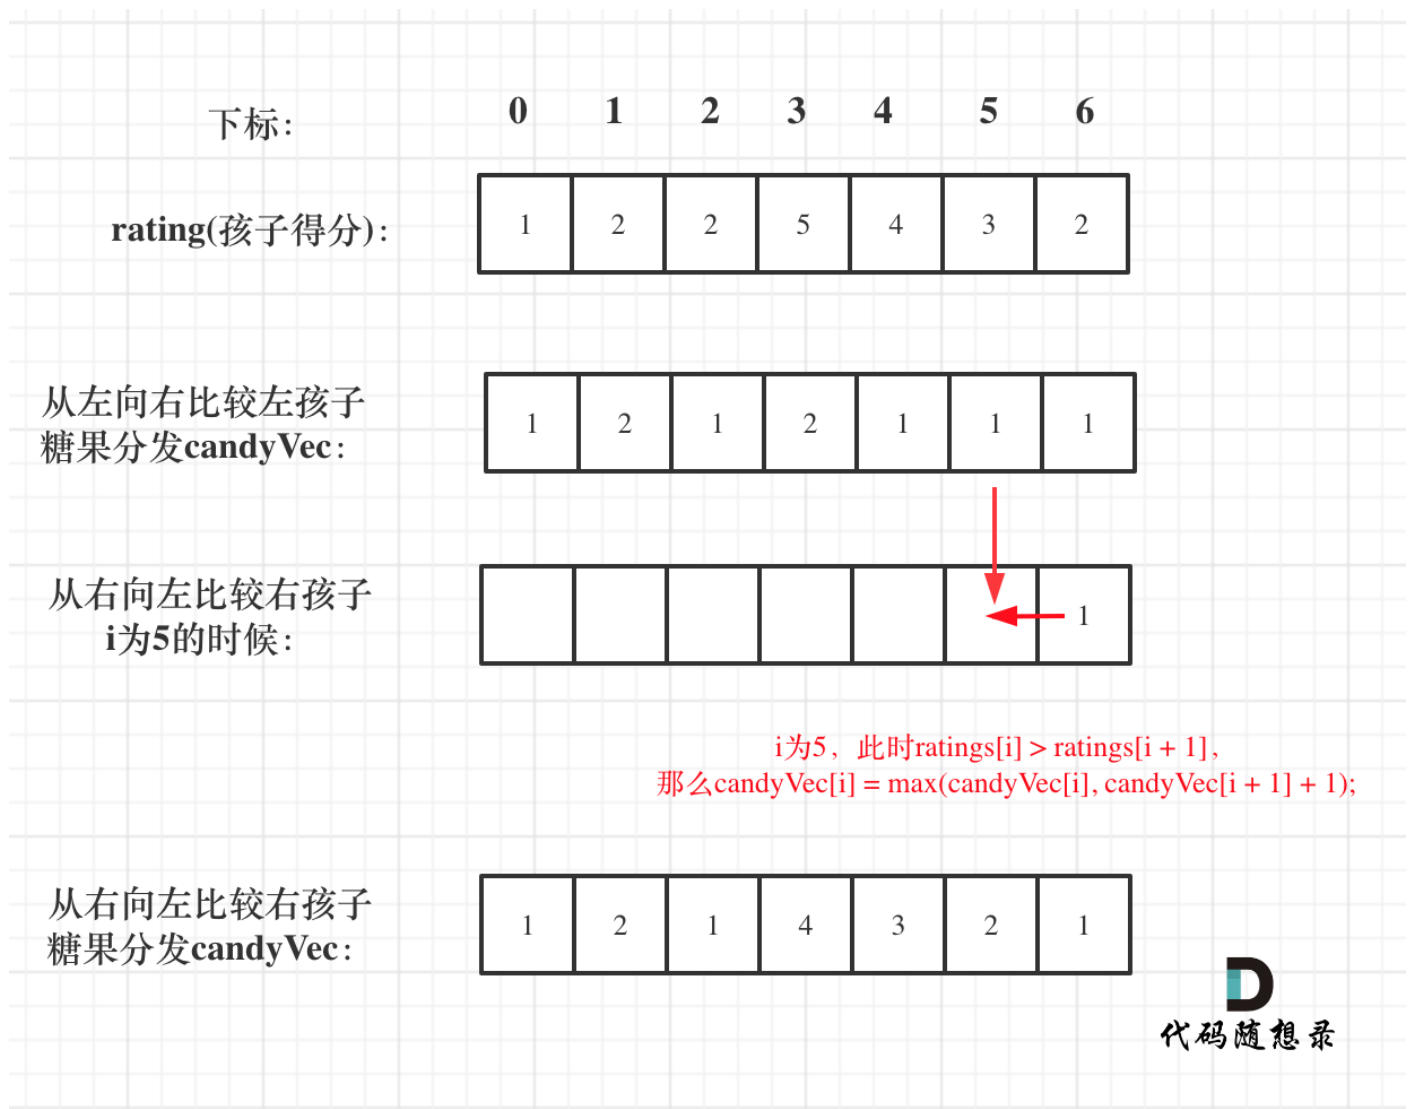 下标： 0 1 2 3 4 5 6
rating(孩子得分)： 1 2 2 5 4 3 2
从左向右比较左孩子
糖果分发candyVec： 1 2 1 2 1 1 1
从右向左比较右孩子
i为5的时候： 1
i为5，此时ratings[i] > ratings[i + 1]，
那么candyVec[i] = max(candyVec[i], candyVec[i + 1] + 1);
从右向左比较右孩子
糖果分发candyVec： 1 2 1 4 3 2 1
代码随想录